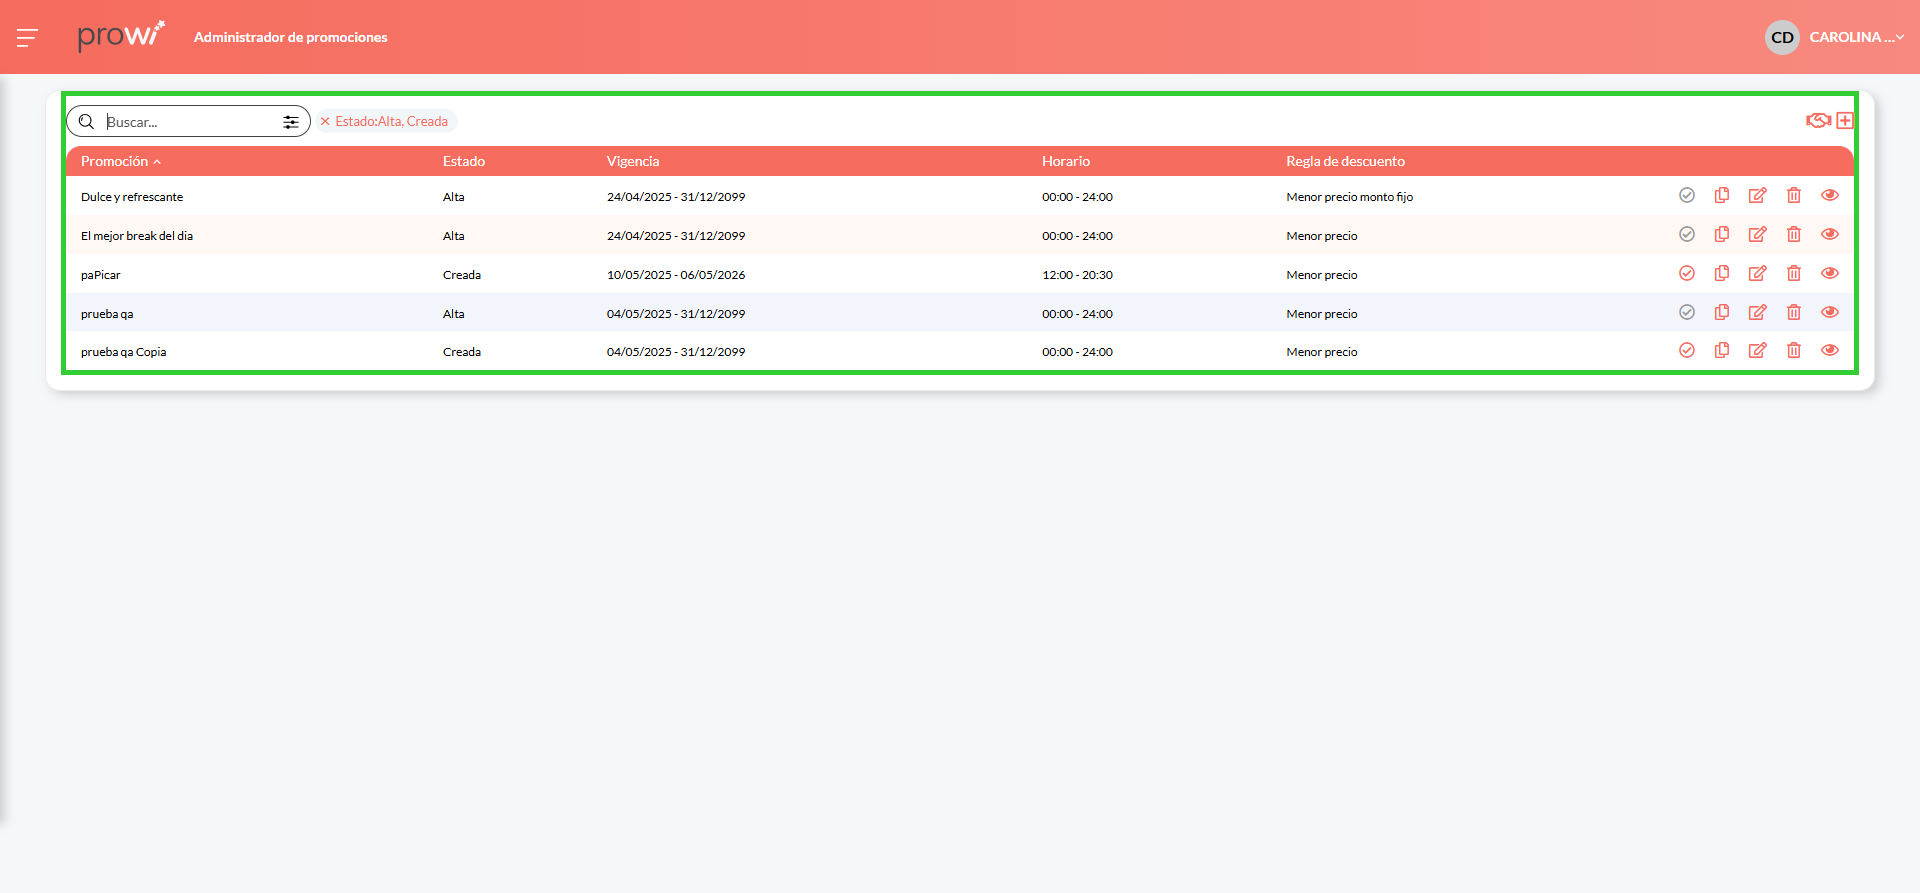 proWi Administrador de promociones CD CAROLINA ...
Buscar... Estado:Alta, Creada
Promoción Estado Vigencia Horario Regla de descuento
Dulce y refrescante Alta 24/04/2025 - 31/12/2099 00:00 - 24:00 Menor precio monto fijo
El mejor break del dia Alta 24/04/2025 - 31/12/2099 00:00 - 24:00 Menor precio
paPicar Creada 10/05/2025 - 06/05/2026 12:00 - 20:30 Menor precio
prueba qa Alta 04/05/2025 - 31/12/2099 00:00 - 24:00 Menor precio
prueba qa Copia Creada 04/05/2025 - 31/12/2099 00:00 - 24:00 Menor precio